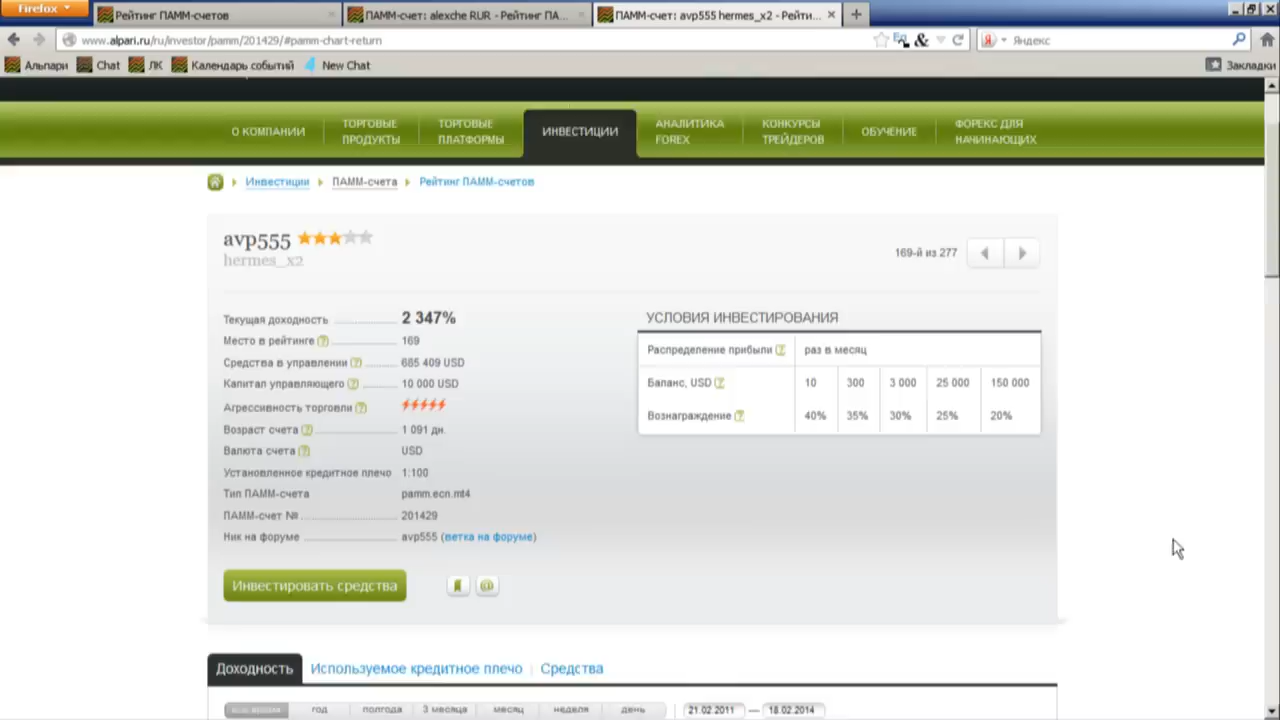 Firefox
Рейтинг ПАММ-счетов
ПАММ-счет: alexche RUR - Рейтинг ПА...
ПАММ-счет: avp555 hermes_x2 - Рейти...
www.alpari.ru/ru/investor/pamm/201429/#pamm-chart-return
Яндекс
Альпари
Chat
ЛК
Календарь событий
New Chat
Закладки
О КОМПАНИИ
ТОРГОВЫЕ ПРОДУКТЫ
ТОРГОВЫЕ ПЛАТФОРМЫ
ИНВЕСТИЦИИ
АНАЛИТИКА FOREX
КОНКУРСЫ ТРЕЙДЕРОВ
ОБУЧЕНИЕ
ФОРЕКС ДЛЯ НАЧИНАЮЩИХ
Инвестиции
ПАММ-счета
Рейтинг ПАММ-счетов
avp555
hermes_x2
169-й из 277
Текущая доходность 2 347%
Место в рейтинге ? 169
Средства в управлении ? 685 409 USD
Капитал управляющего ? 10 000 USD
Агрессивность торговли ?
Возраст счета ? 1 091 дн.
Валюта счета ? USD
Установленное кредитное плечо 1:100
Тип ПАММ-счета pamm.ecn.mt4
ПАММ-счет № 201429
Ник на форуме avp555 (ветка на форуме)
УСЛОВИЯ ИНВЕСТИРОВАНИЯ
Распределение прибыли ? раз в месяц
Баланс, USD ? 10 300 3 000 25 000 150 000
Вознаграждение ? 40% 35% 30% 25% 20%
Инвестировать средства
Доходность
Используемое кредитное плечо
Средства
год полгода 3 месяца месяц неделя день 21.02.2011 — 18.02.2014